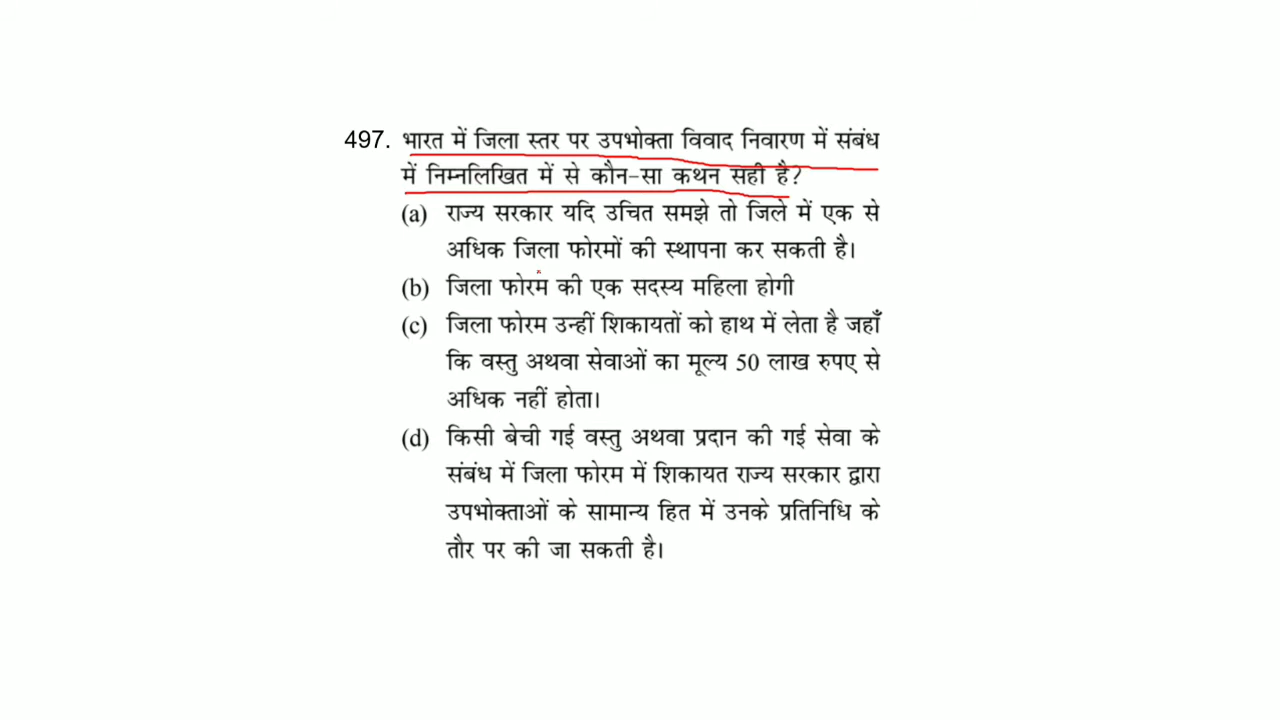 497. भारत में जिला स्तर पर उपभोक्ता विवाद निवारण में संबंध
में निम्नलिखित में से कौन-सा कथन सही है?
(a) राज्य सरकार यदि उचित समझे तो जिले में एक से
अधिक जिला फोरमों की स्थापना कर सकती है।
(b) जिला फोरम की एक सदस्य महिला होगी
(c) जिला फोरम उन्हीं शिकायतों को हाथ में लेता है जहाँ
कि वस्तु अथवा सेवाओं का मूल्य 50 लाख रुपए से
अधिक नहीं होता।
(d) किसी बेची गई वस्तु अथवा प्रदान की गई सेवा के
संबंध में जिला फोरम में शिकायत राज्य सरकार द्वारा
उपभोक्ताओं के सामान्य हित में उनके प्रतिनिधि के
तौर पर की जा सकती है।